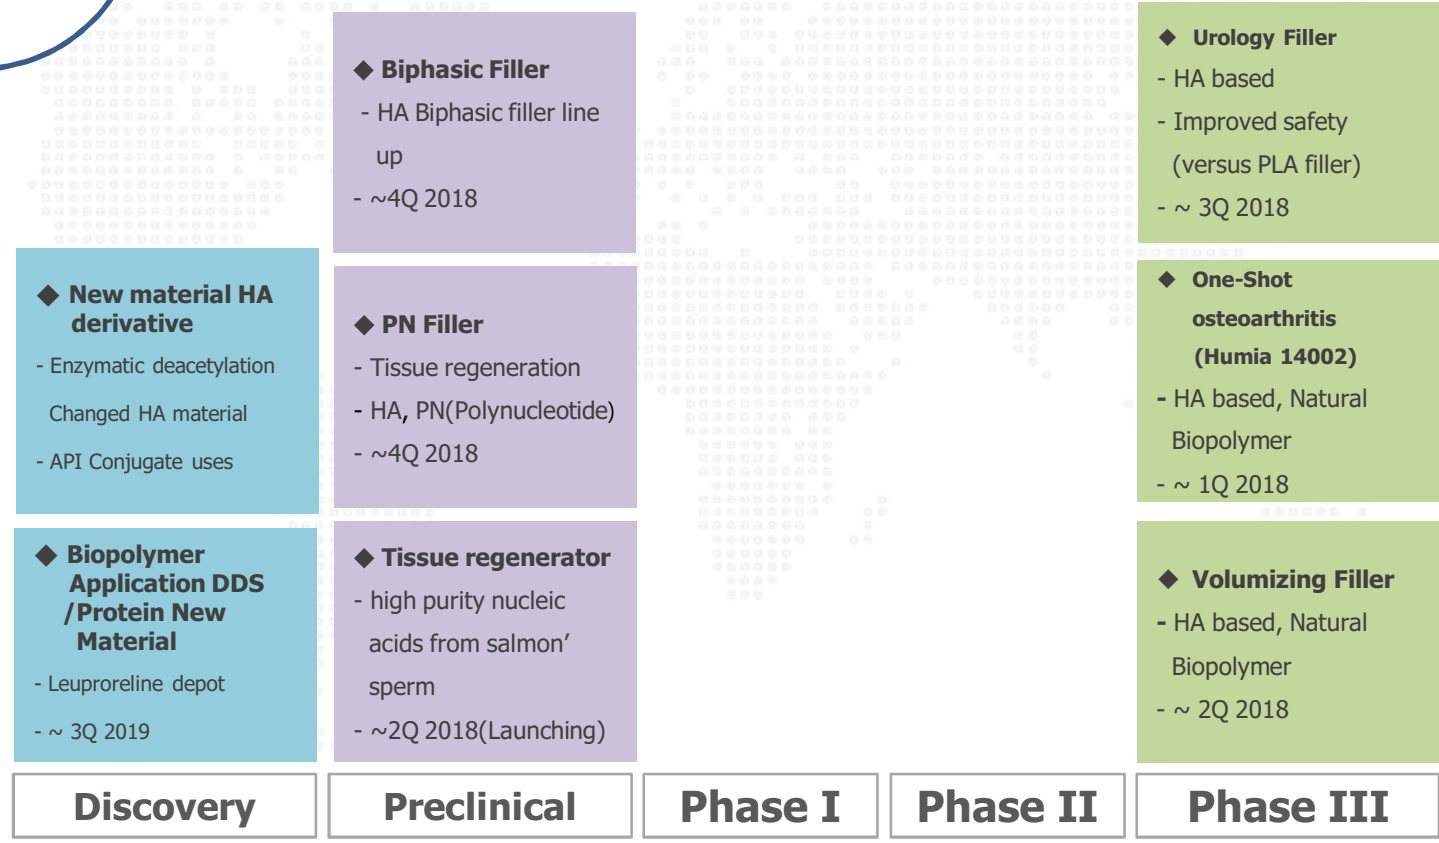 ◆ New material HA
derivative
- Enzymatic deacetylation
Changed HA material
- API Conjugate uses
◆ Biopolymer
Application DDS
/Protein New
Material
- Leuproreline depot
- ~ 3Q 2019
Discovery
◆ Biphasic Filler
- HA Biphasic filler line
up
- ~4Q 2018
◆ PN Filler
- Tissue regeneration
- HA, PN(Polynucleotide)
- ~4Q 2018
◆ Tissue regenerator
- high purity nucleic
acids from salmon’
sperm
- ~2Q 2018(Launching)
Preclinical
Phase I
Phase II
◆ Urology Filler
- HA based
- Improved safety
(versus PLA filler)
- ~ 3Q 2018
◆ One-Shot
osteoarthritis
(Humia 14002)
- HA based, Natural
Biopolymer
- ~ 1Q 2018
◆ Volumizing Filler
- HA based, Natural
Biopolymer
- ~ 2Q 2018
Phase III